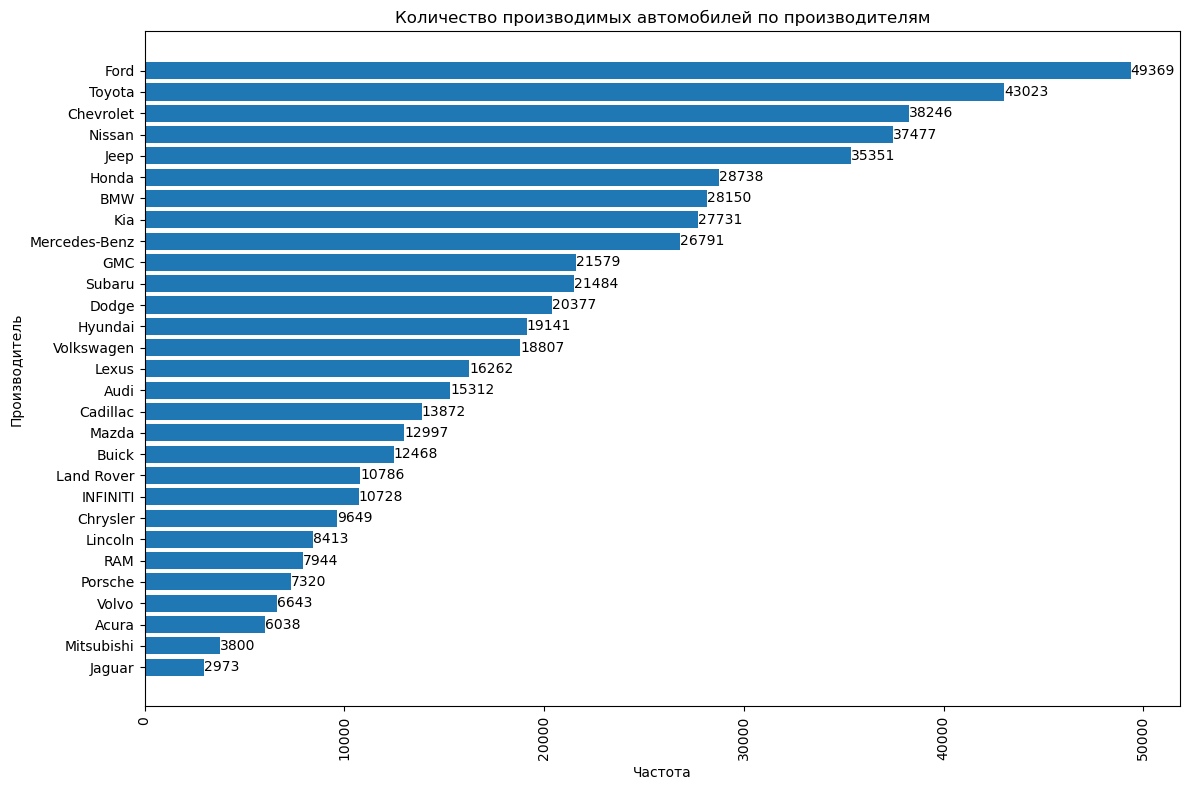 Количество производимых автомобилей по производителям
Производитель
Ford 49369
Toyota 43023
Chevrolet 38246
Nissan 37477
Jeep 35351
Honda 28738
BMW 28150
Kia 27731
Mercedes-Benz 26791
GMC 21579
Subaru 21484
Dodge 20377
Hyundai 19141
Volkswagen 18807
Lexus 16262
Audi 15312
Cadillac 13872
Mazda 12997
Buick 12468
Land Rover 10786
INFINITI 10728
Chrysler 9649
Lincoln 8413
RAM 7944
Porsche 7320
Volvo 6643
Acura 6038
Mitsubishi 3800
Jaguar 2973
0 10000 20000 30000 40000 50000
Частота